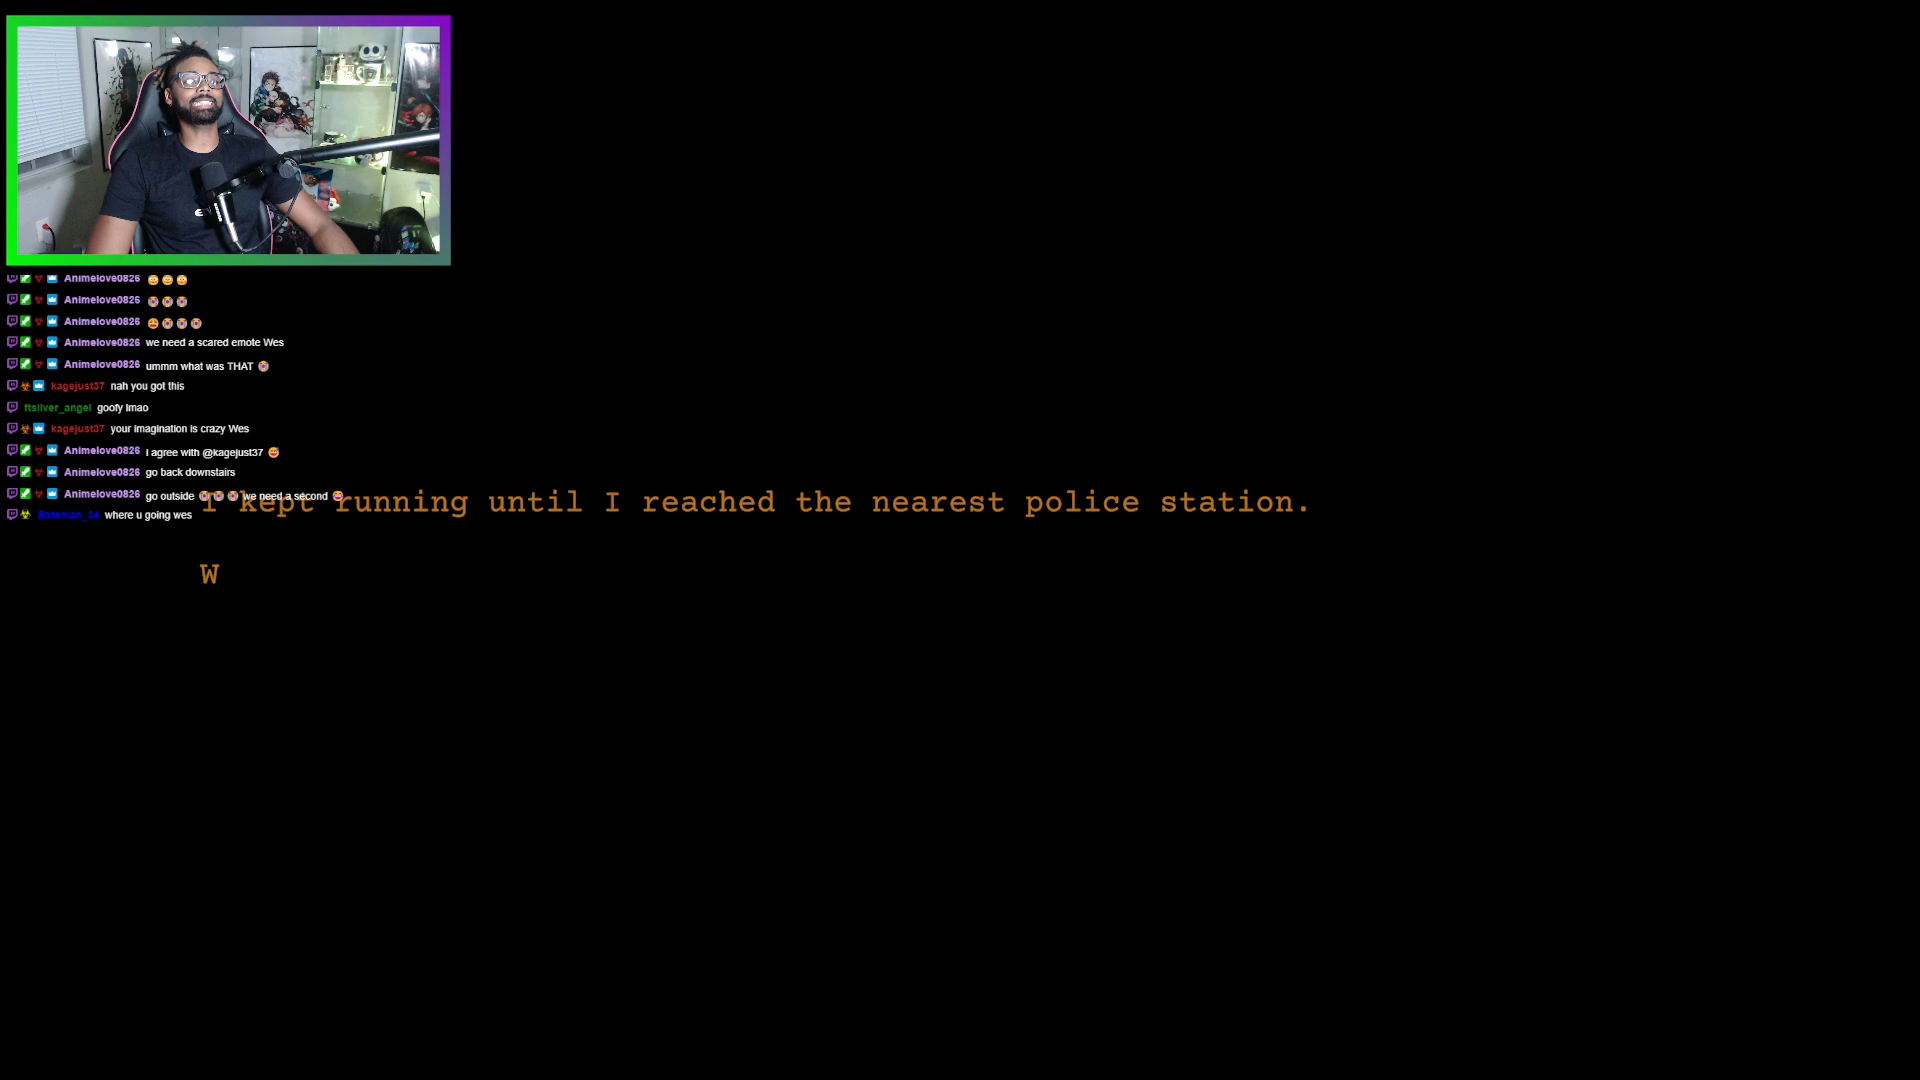 Animelove0826
Animelove0826
Animelove0826
Animelove0826 we need a scared emote Wes
Animelove0826 ummm what was THAT
kagejust37 nah you got this
ftsilver_angel goofy lmao
kagejust37 your imagination is crazy Wes
Animelove0826 I agree with @kagejust37
Animelove0826 go back downstairs
Animelove0826 go outside we need a second
Bateman_24 where u going wes
I kept running until I reached the nearest police station.
W